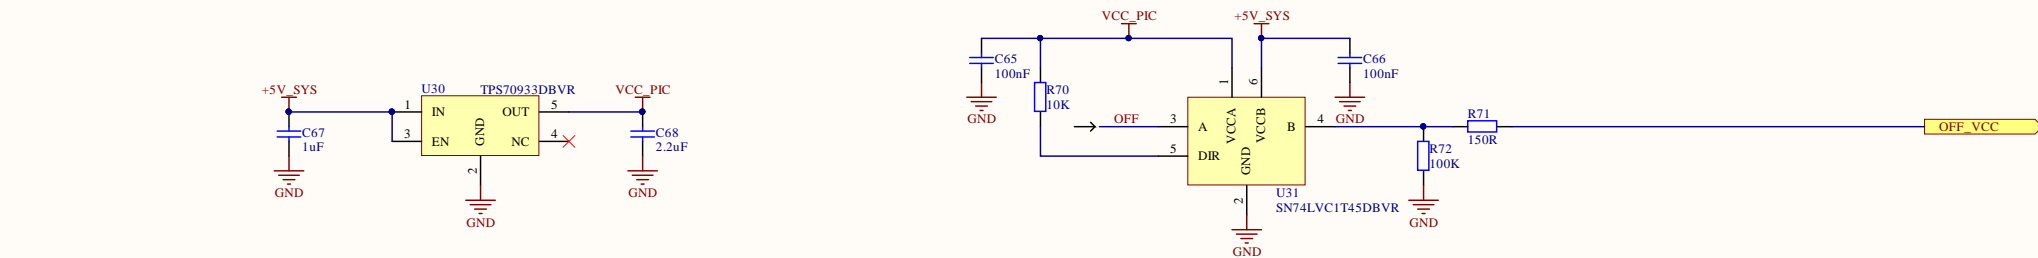 +5V_SYS
U30
TPS70933DBVR
VCC_PIC
1
IN
OUT
5
3
EN
GND
NC
4
2
C67
1uF
C68
2.2uF
GND
GND
GND
VCC_PIC
+5V_SYS
C65
100nF
C66
100nF
R70
10K
1
6
GND
GND
OFF
3
A
VCCA
VCCB
B
4
5
DIR
GND
2
R71
150R
OFF_VCC
R72
100K
U31
SN74LVC1T45DBVR
GND
GND